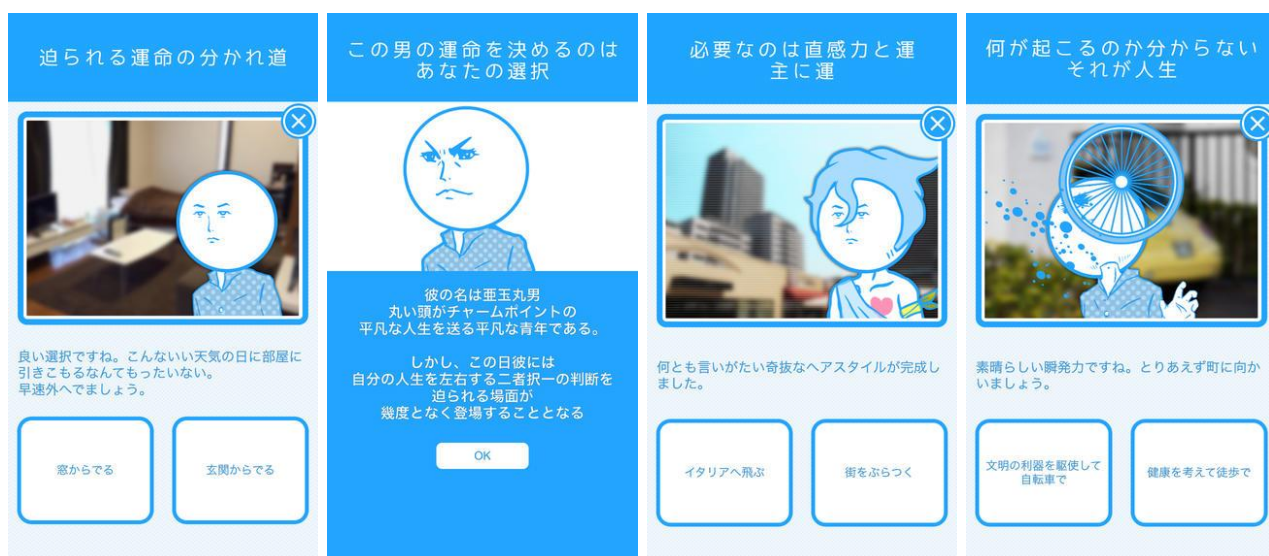 迫られる運命の分かれ道
良い選択ですね。こんないい天気の日に部屋に
引きこもるなんてもったいない。
早速外へでましょう。
窓からでる
玄関からでる
この男の運命を決めるのは
あなたの選択
彼の名は亜玉丸男
丸い頭がチャームポイントの
平凡な人生を送る平凡な青年である。
しかし、この日彼には
自分の人生を左右する二者択一の判断を
迫られる場面が
幾度となく登場することとなる
OK
必要なのは直感力と運
主に運
何とも言いがたい奇抜なヘアスタイルが完成し
ました。
イタリアへ飛ぶ
街をぶらつく
何が起こるのか分からない
それが人生
素晴らしい瞬発力ですね。とりあえず町に向か
いましょう。
文明の利器を駆使して
自転車で
健康を考えて徒歩で